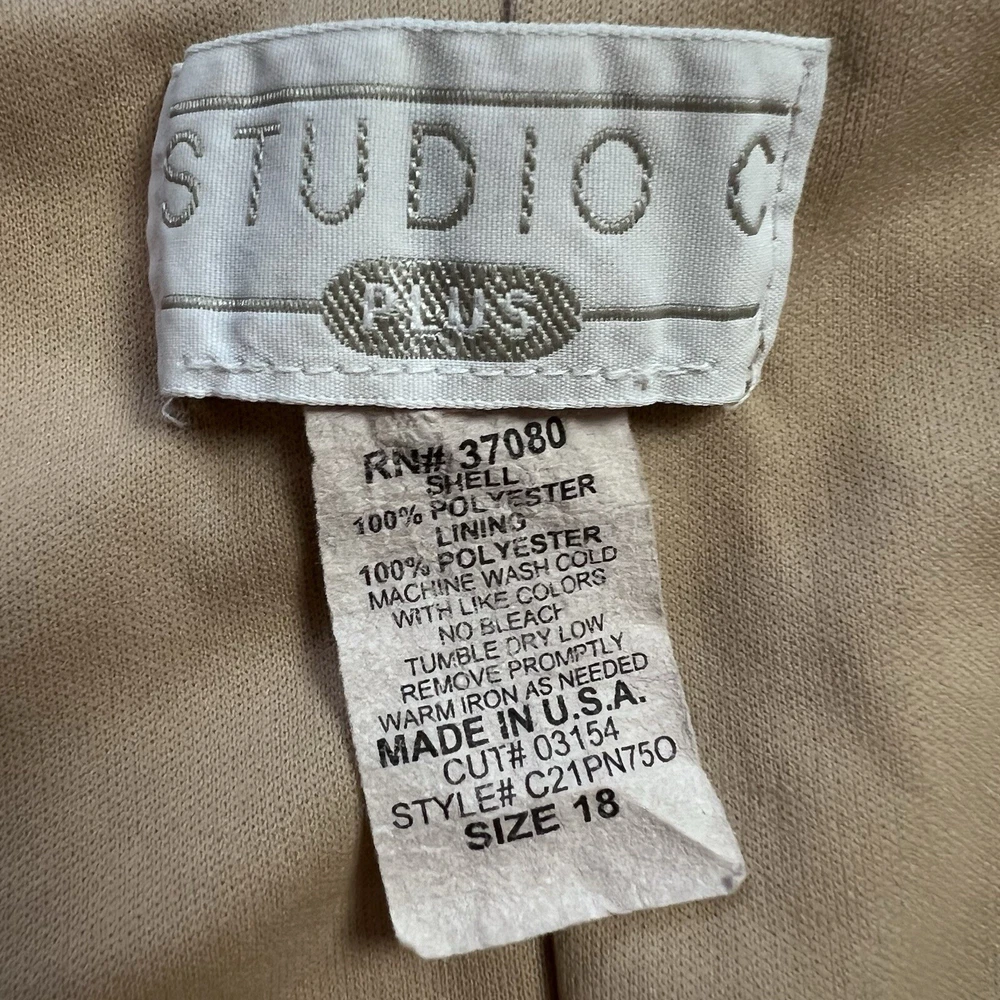 STUDIO C
PLUS
RN# 37080
SHELL
100% POLYESTER
LINING
100% POLYESTER
MACHINE WASH COLD
WITH LIKE COLORS
NO BLEACH
TUMBLE DRY LOW
REMOVE PROMPTLY
WARM IRON AS NEEDED
MADE IN U.S.A.
CUT# 03154
STYLE# C21PN75O
SIZE 18